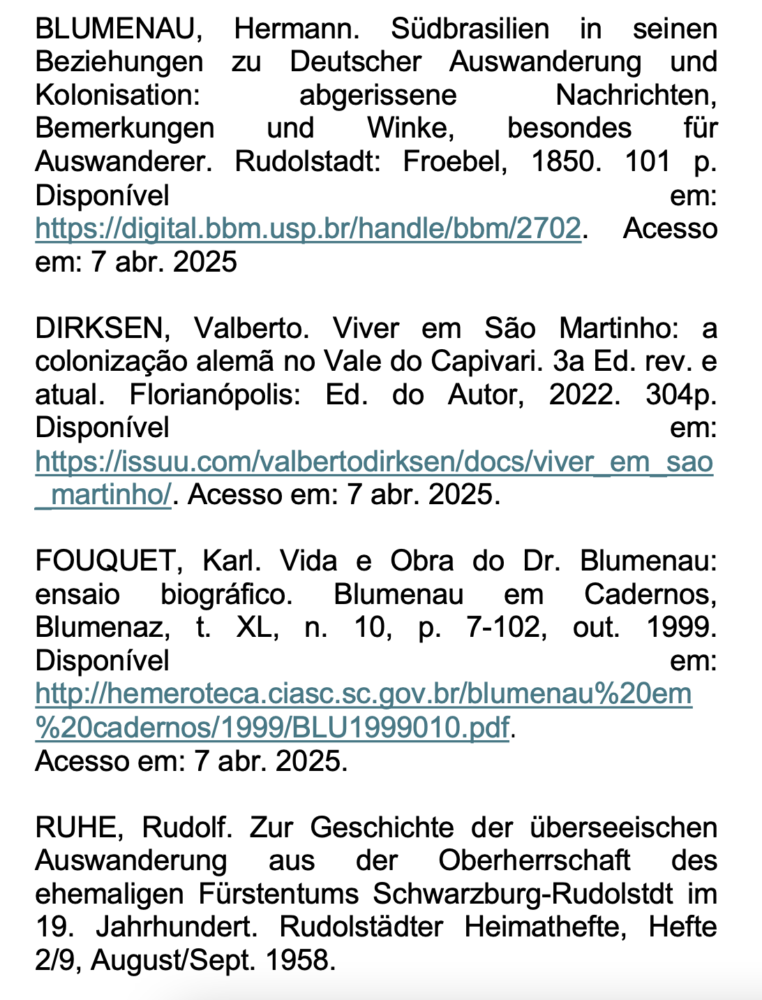 BLUMENAU, Hermann. Südbrasilien in seinen
Beziehungen zu Deutscher Auswanderung und
Kolonisation: abgerissene Nachrichten,
Bemerkungen und Winke, besondes für
Auswanderer. Rudolstadt: Froebel, 1850. 101 p.
Disponível em:
https://digital.bbm.usp.br/handle/bbm/2702. Acesso
em: 7 abr. 2025
DIRKSEN, Valberto. Viver em São Martinho: a
colonização alemã no Vale do Capivari. 3a Ed. rev. e
atual. Florianópolis: Ed. do Autor, 2022. 304p.
Disponível em:
https://issuu.com/valbertodirksen/docs/viver_em_sao
_martinho/. Acesso em: 7 abr. 2025.
FOUQUET, Karl. Vida e Obra do Dr. Blumenau:
ensaio biográfico. Blumenau em Cadernos,
Blumenaz, t. XL, n. 10, p. 7-102, out. 1999.
Disponível em:
http://hemeroteca.ciasc.sc.gov.br/blumenau%20em
%20cadernos/1999/BLU1999010.pdf.
Acesso em: 7 abr. 2025.
RUHE, Rudolf. Zur Geschichte der überseeischen
Auswanderung aus der Oberherrschaft des
ehemaligen Fürstentums Schwarzburg-Rudolstdt im
19. Jahrhundert. Rudolstädter Heimathefte, Hefte
2/9, August/Sept. 1958.